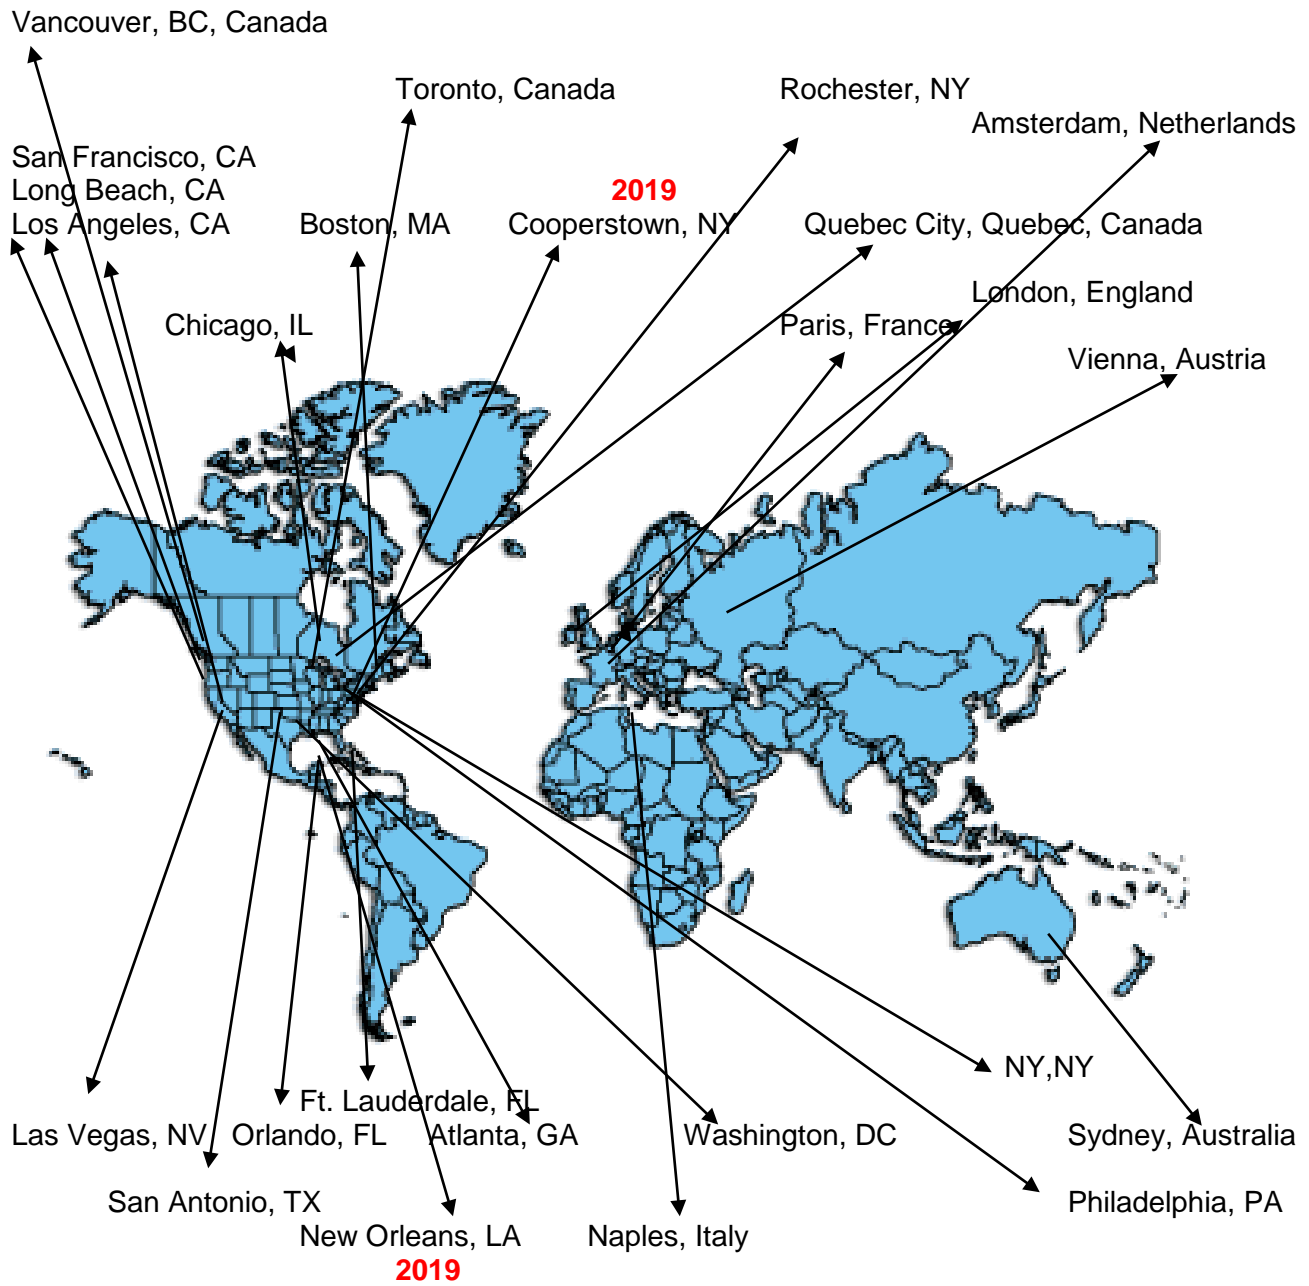 Vancouver, BC, Canada
Toronto, Canada
Rochester, NY
Amsterdam, Netherlands
San Francisco, CA
Long Beach, CA
Los Angeles, CA
Boston, MA
2019
Cooperstown, NY
Quebec City, Quebec, Canada
London, England
Chicago, IL
Paris, France
Vienna, Austria
NY,NY
Ft. Lauderdale, FL
Las Vegas, NV
Orlando, FL
Atlanta, GA
Washington, DC
Sydney, Australia
San Antonio, TX
Philadelphia, PA
New Orleans, LA
2019
Naples, Italy